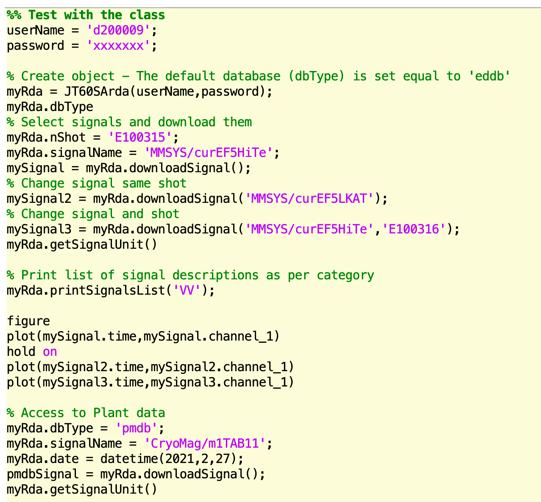 %% Test with the class
userName = 'd200009';
password = 'xxxxxxx';
% Create object – The default database (dbType) is set equal to 'eddb'
myRda = JT60SArda(userName,password);
myRda.dbType
% Select signals and download them
myRda.nShot = 'E100315';
myRda.signalName = 'MMSYS/curEF5HiTe';
mySignal = myRda.downloadSignal();
% Change signal same shot
mySignal2 = myRda.downloadSignal('MMSYS/curEF5LKAT');
% Change signal and shot
mySignal3 = myRda.downloadSignal('MMSYS/curEF5HiTe','E100316');
myRda.getSignalUnit()
% Print list of signal descriptions as per category
myRda.printSignalsList('VV');
figure
plot(mySignal.time,mySignal.channel_1)
hold on
plot(mySignal2.time,mySignal2.channel_1)
plot(mySignal3.time,mySignal3.channel_1)
% Access to Plant data
myRda.dbType = 'pmdb';
myRda.signalName = 'CryoMag/m1TAB11';
myRda.date = datetime(2021,2,27);
pmdbSignal = myRda.downloadSignal();
myRda.getSignalUnit()